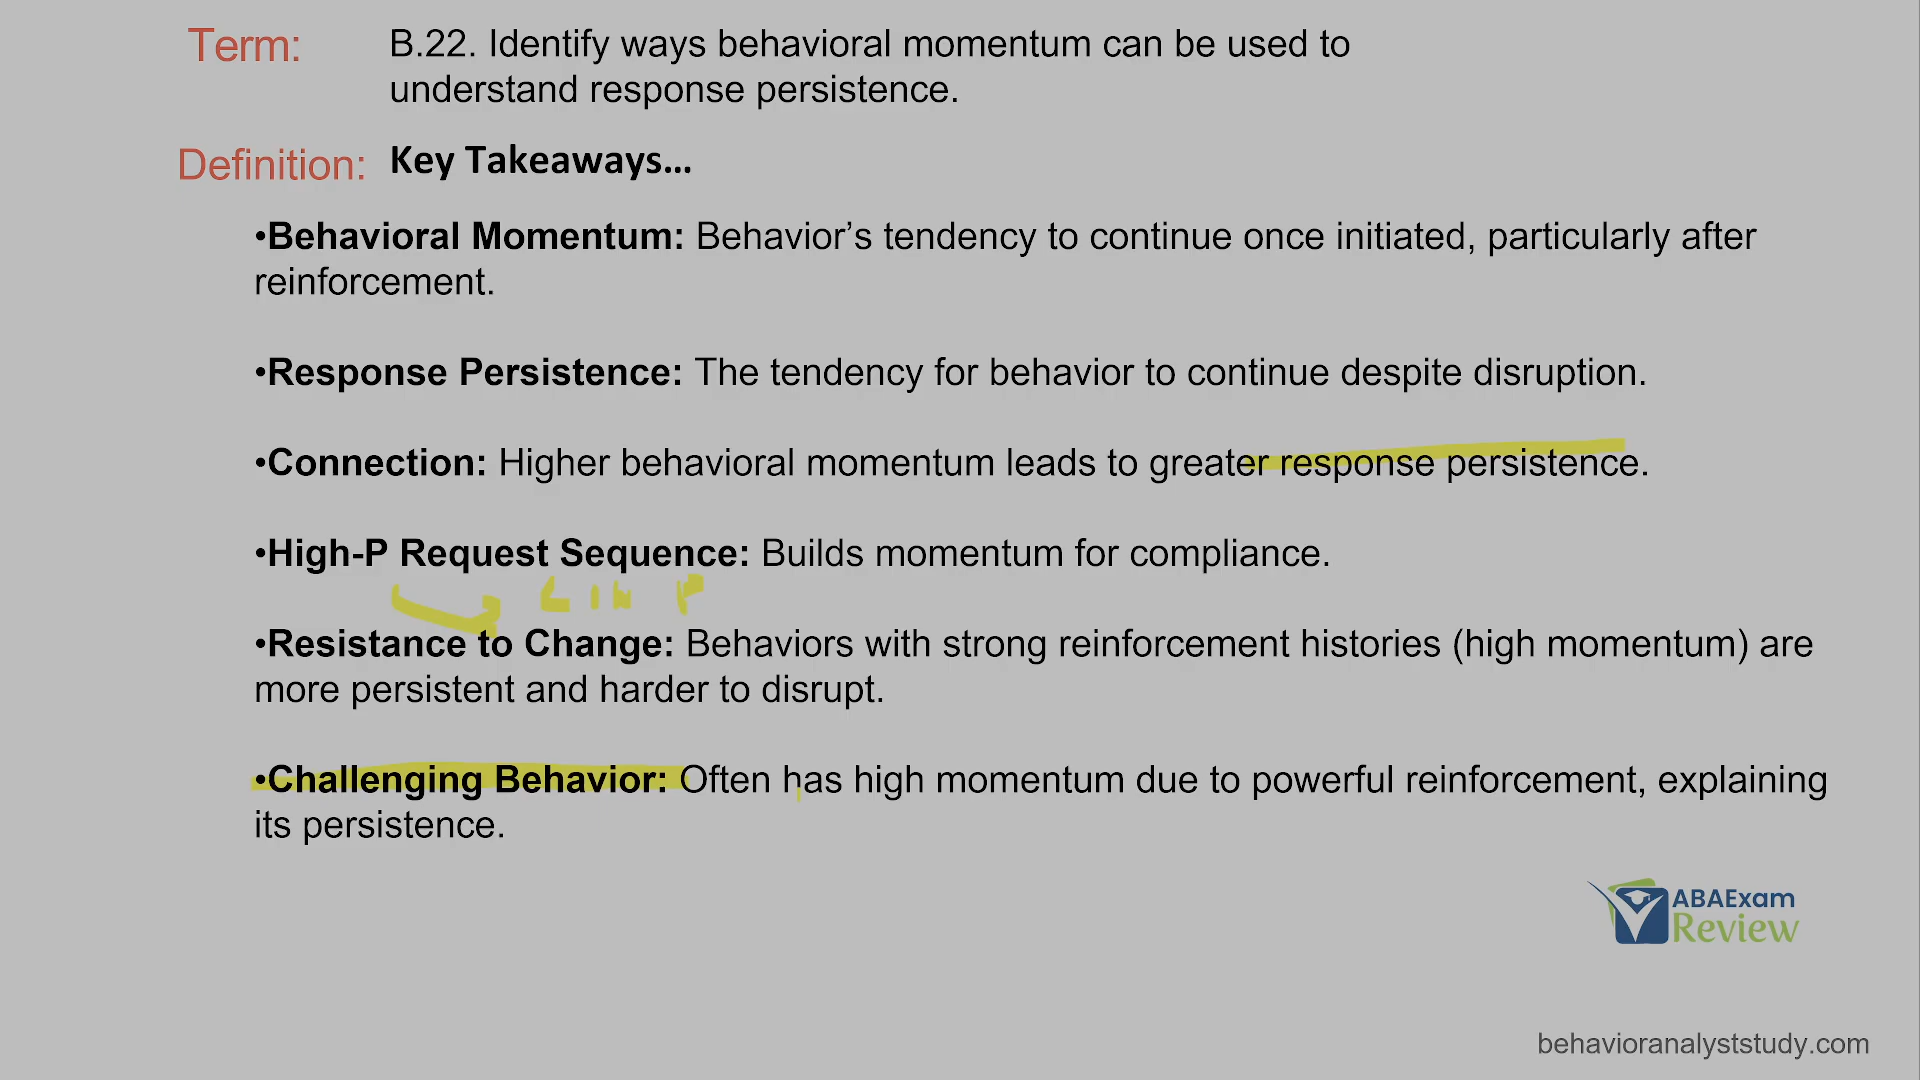 Term: B.22. Identify ways behavioral momentum can be used to
understand response persistence.
Definition: Key Takeaways...
•Behavioral Momentum: Behavior’s tendency to continue once initiated, particularly after
reinforcement.
•Response Persistence: The tendency for behavior to continue despite disruption.
•Connection: Higher behavioral momentum leads to greater response persistence.
•High-P Request Sequence: Builds momentum for compliance.
•Resistance to Change: Behaviors with strong reinforcement histories (high momentum) are
more persistent and harder to disrupt.
•Challenging Behavior: Often has high momentum due to powerful reinforcement, explaining
its persistence.
ABAExam
Review
behavioranalyststudy.com